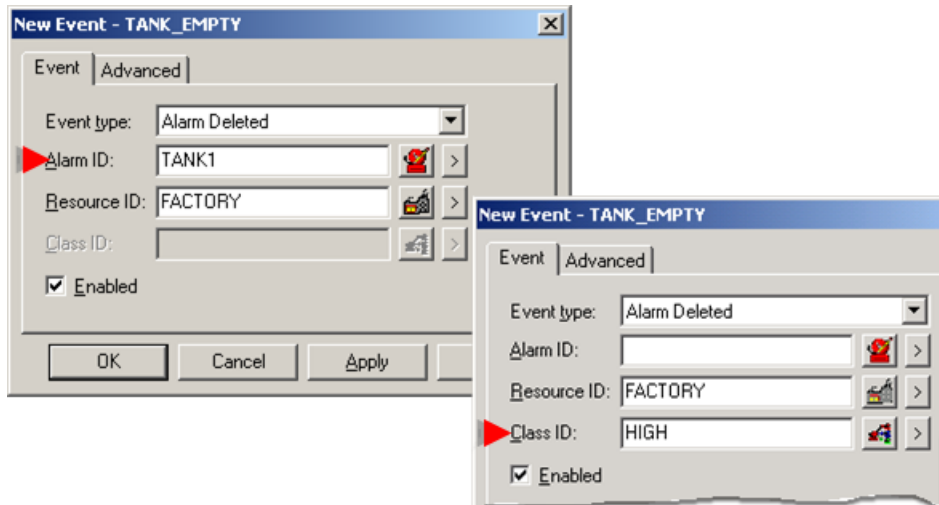 New Event - TANK_EMPTY
Event Advanced
Event type: Alarm Deleted
Alarm ID: TANK1 >
Resource ID: FACTORY >
Class ID: >
Enabled
OK Cancel Apply
New Event - TANK_EMPTY
Event Advanced
Event type: Alarm Deleted
Alarm ID: >
Resource ID: FACTORY >
Class ID: HIGH >
Enabled